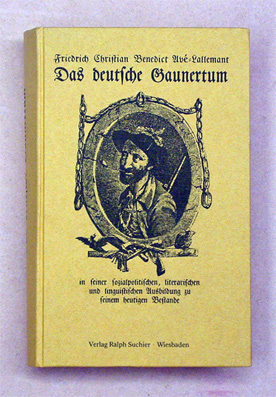 Friedrich Christian Benedict Avé-Lallemant
Das deutsche Gaunertum
in seiner sozialpolitischen, literarischen
und linguistischen Ausbildung zu
seinem heutigen Bestande
Verlag Ralph Suchier · Wiesbaden